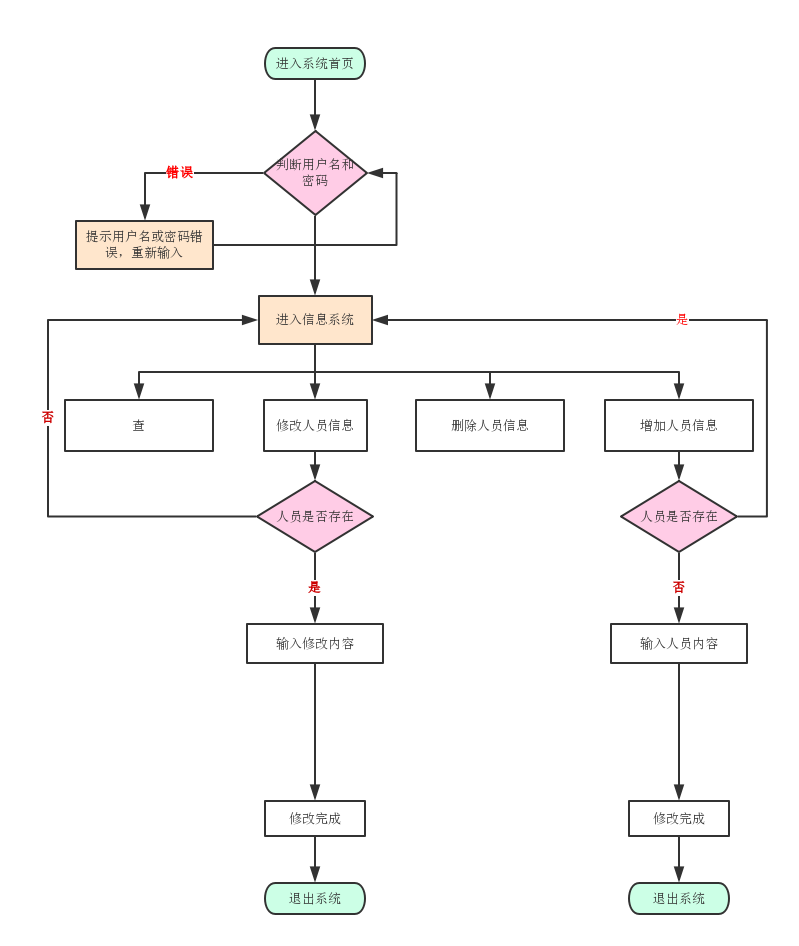 进入系统首页
判断用户名和
密码
错误
提示用户名或密码错
误，重新输入
进入信息系统
是
否
查
修改人员信息
删除人员信息
增加人员信息
人员是否存在
人员是否存在
是
否
输入修改内容
输入人员内容
修改完成
修改完成
退出系统
退出系统